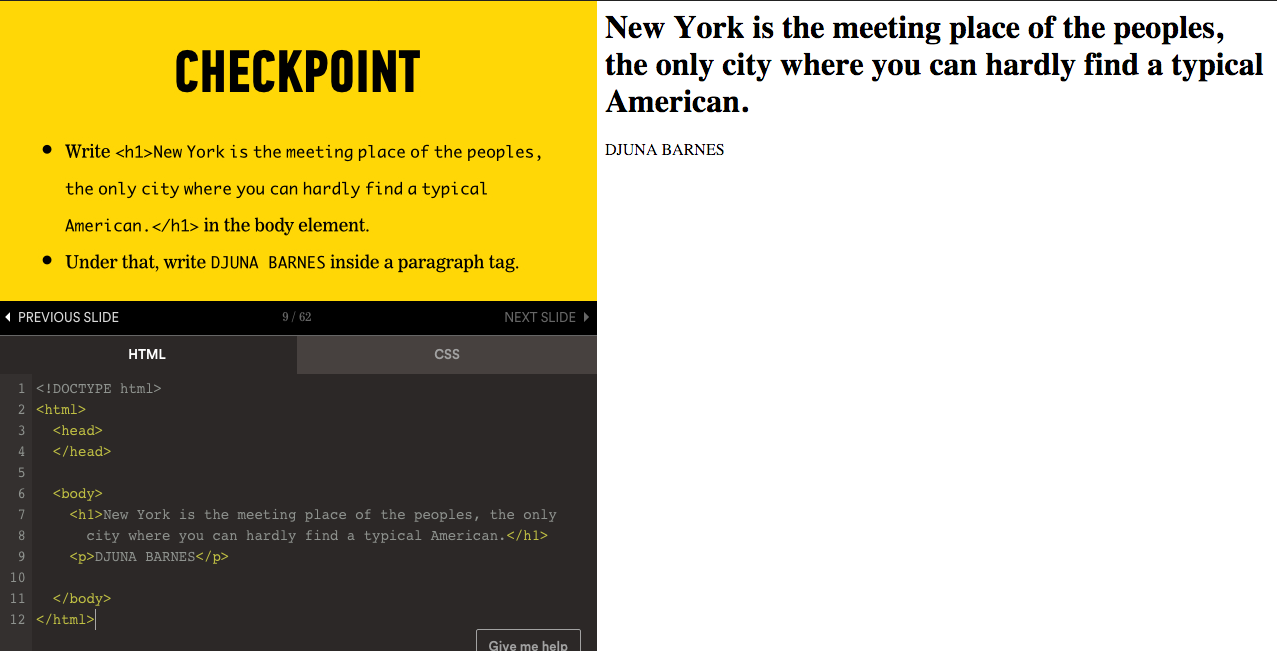 CHECKPOINT
• Write <h1>New York is the meeting place of the peoples,
the only city where you can hardly find a typical
American.</h1> in the body element.
• Under that, write DJUNA BARNES inside a paragraph tag.
PREVIOUS SLIDE 9 / 62 NEXT SLIDE
HTML CSS
1 <!DOCTYPE html>
2 <html>
3   <head>
4   </head>
5
6   <body>
7     <h1>New York is the meeting place of the peoples, the only
8       city where you can hardly find a typical American.</h1>
9     <p>DJUNA BARNES</p>
10
11   </body>
12 </html>
Give me help
New York is the meeting place of the peoples,
the only city where you can hardly find a typical
American.
DJUNA BARNES